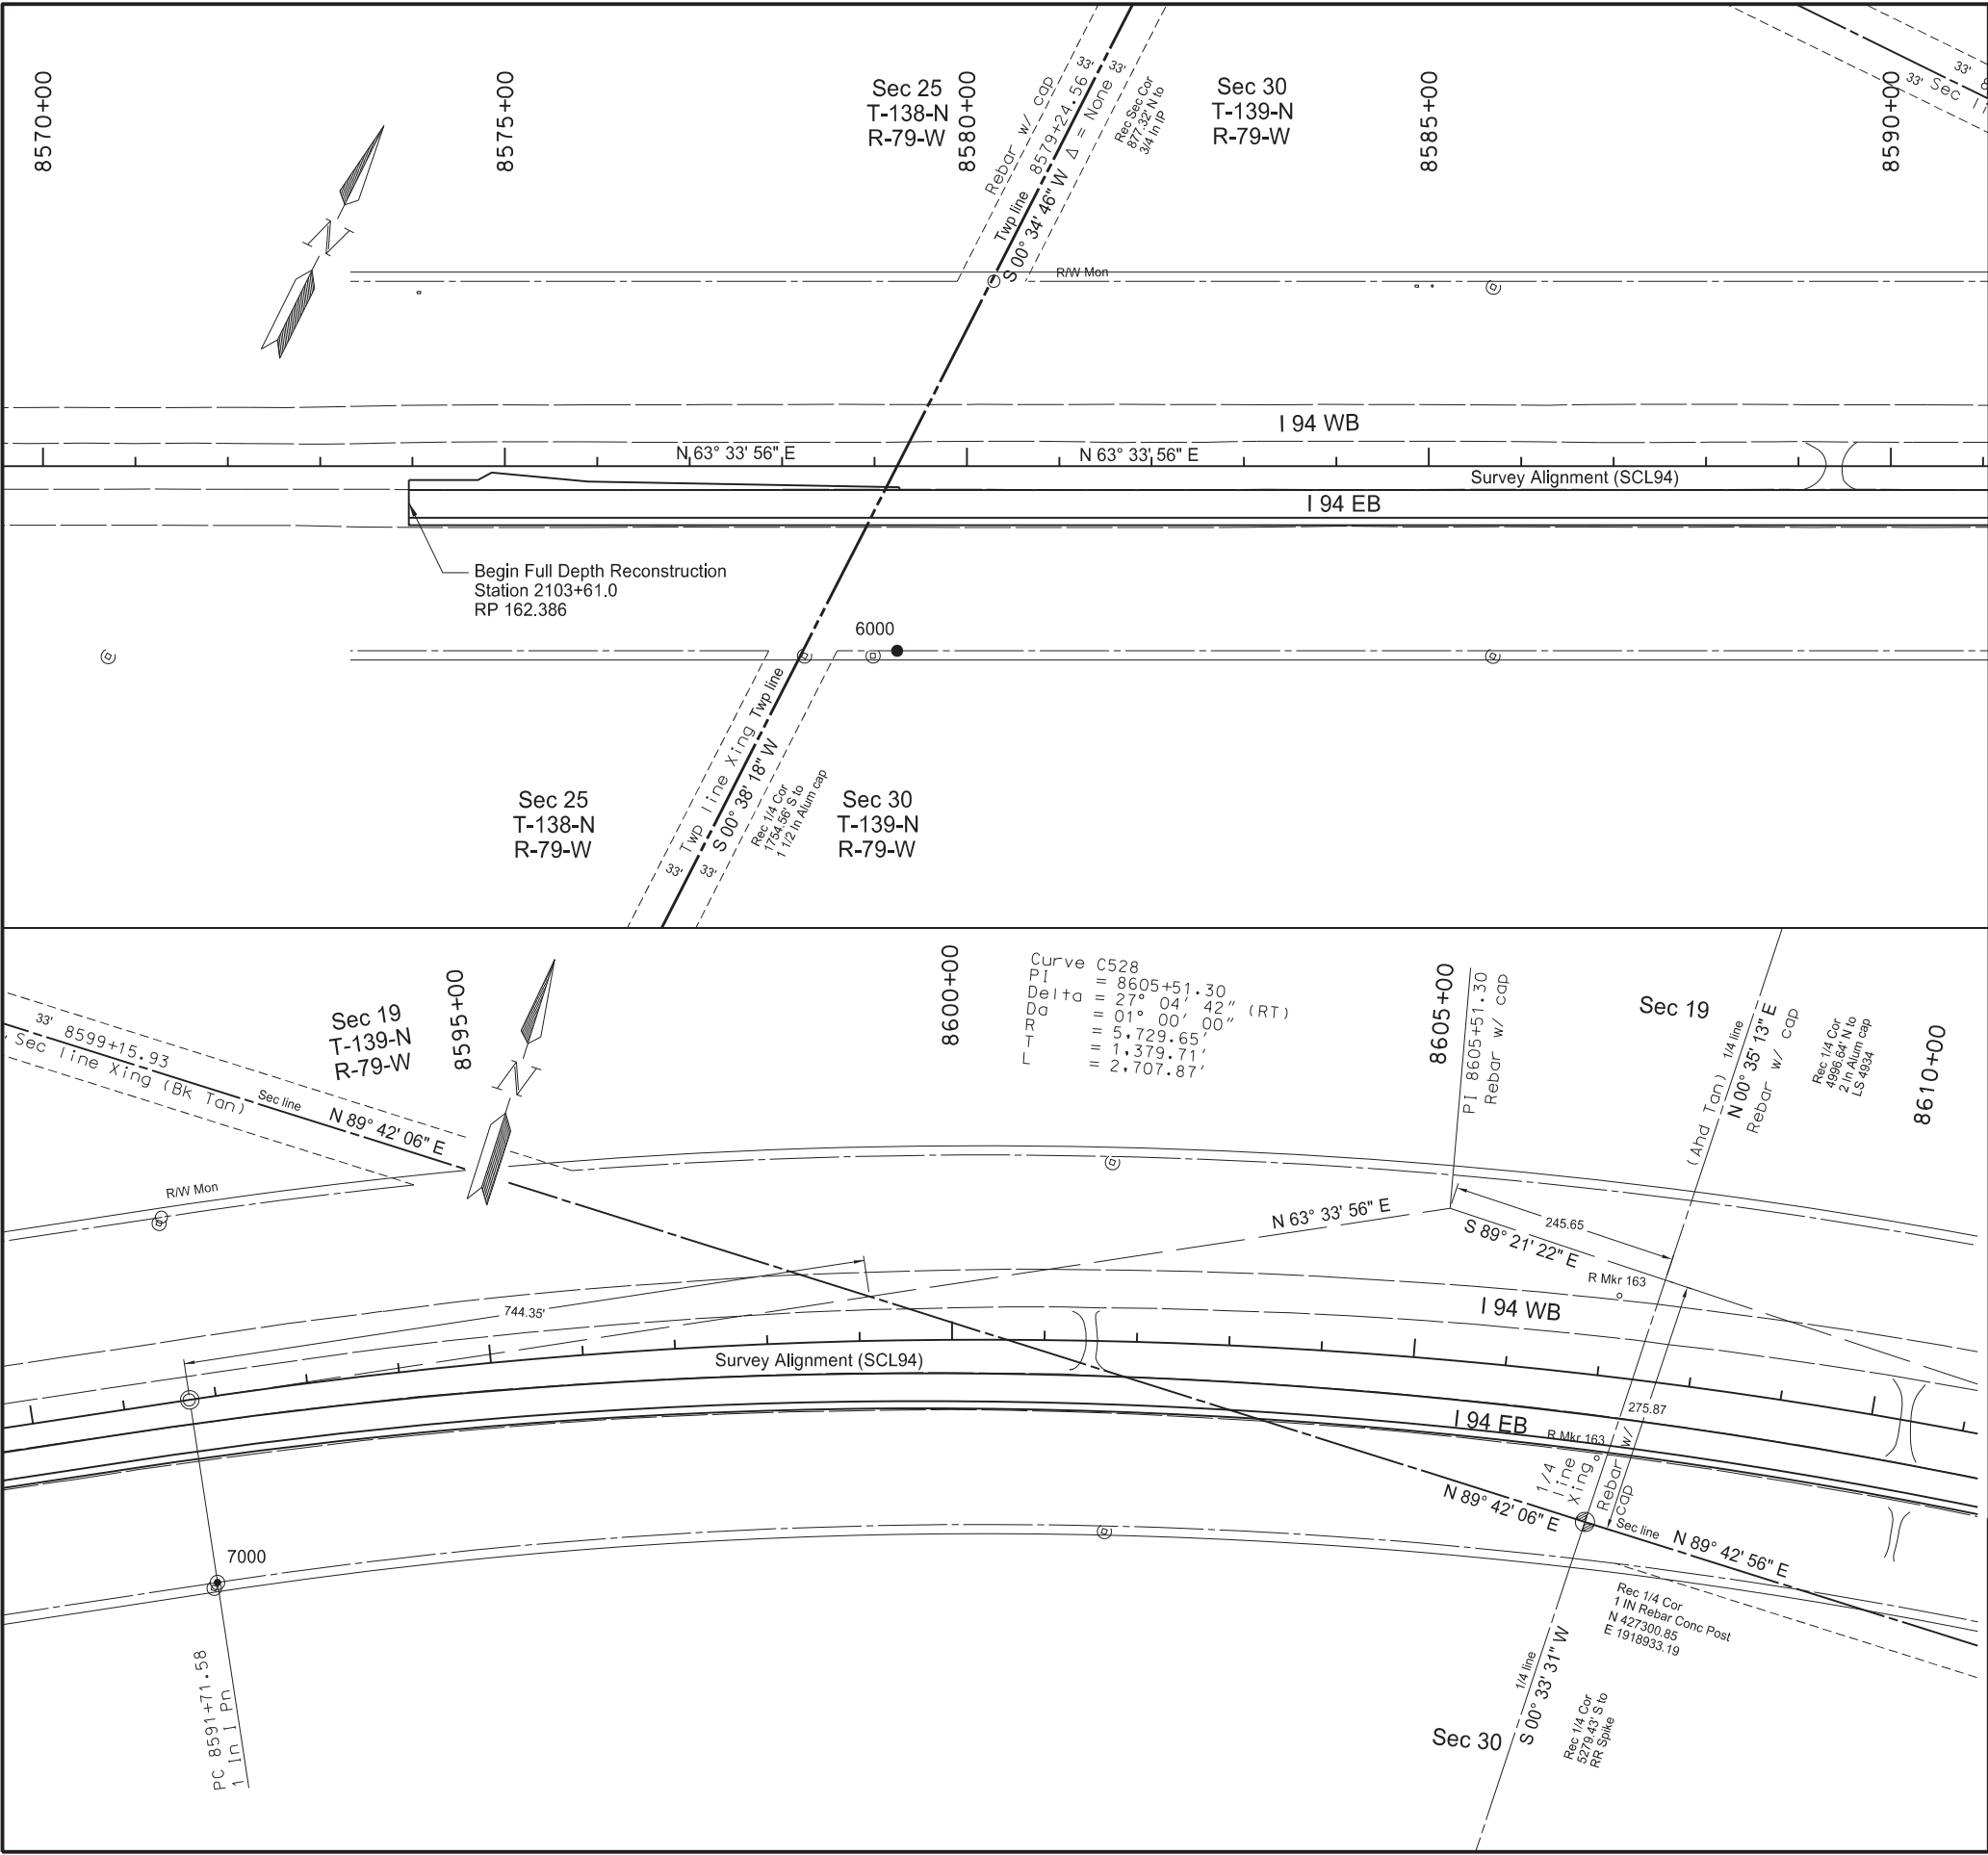 8570+00
8575+00
8580+00
8585+00
8590+00
Sec 25
T-138-N
R-79-W
Sec 30
T-139-N
R-79-W
33'
33'
Rebar w/ cap
Twp line
8579+24.56
Δ = None
S 00° 34' 46" W
Rec Sec Cor
877.32' N to
3/4 in IP
33'
33'
Sec
N
R/W Mon
I 94 WB
N 63° 33' 56" E
N 63° 33' 56" E
Survey Alignment (SCL94)
I 94 EB
Begin Full Depth Reconstruction
Station 2103+61.0
RP 162.386
6000
Twp line Xing
Twp line
S 00° 38' 18" W
33'
33'
Rec 1/4 Cor
1754.56' S to
1 1/2 In Alum cap
Sec 25
T-138-N
R-79-W
Sec 30
T-139-N
R-79-W
33'
8599+15.93
Sec line Xing (Bk Tan)
Sec line
N 89° 42' 06" E
Sec 19
T-139-N
R-79-W
8595+00
8600+00
8605+00
8610+00
N
Curve C528
PI = 8605+51.30
Delta = 27° 04' 42" (RT)
Da = 01° 00' 00"
R = 5,729.65'
T = 1,379.71'
L = 2,707.87'
PI 8605+51.30
Rebar w/ cap
Sec 19
(Ahd Tan)
1/4 line
N 00° 35' 13" E
Rebar w/ cap
Rec 1/4 Cor
4996.64' N to
2 In Alum cap
LS 4934
R/W Mon
N 63° 33' 56" E
245.65
S 89° 21' 22" E
R Mkr 163
744.35'
I 94 WB
Survey Alignment (SCL94)
275.87
I 94 EB
R Mkr 163
1/4
line
Xing
Rebar w/
cap
N 89° 42' 06" E
Sec line
N 89° 42' 56" E
7000
PC 8591+71.58
1 In I Pn
Rec 1/4 Cor
1 IN Rebar Conc Post
N 427300.85
E 1918933.19
1/4 line
S 00° 33' 31" W
Rec 1/4 Cor
5279.43' S to
RR Spike
Sec 30